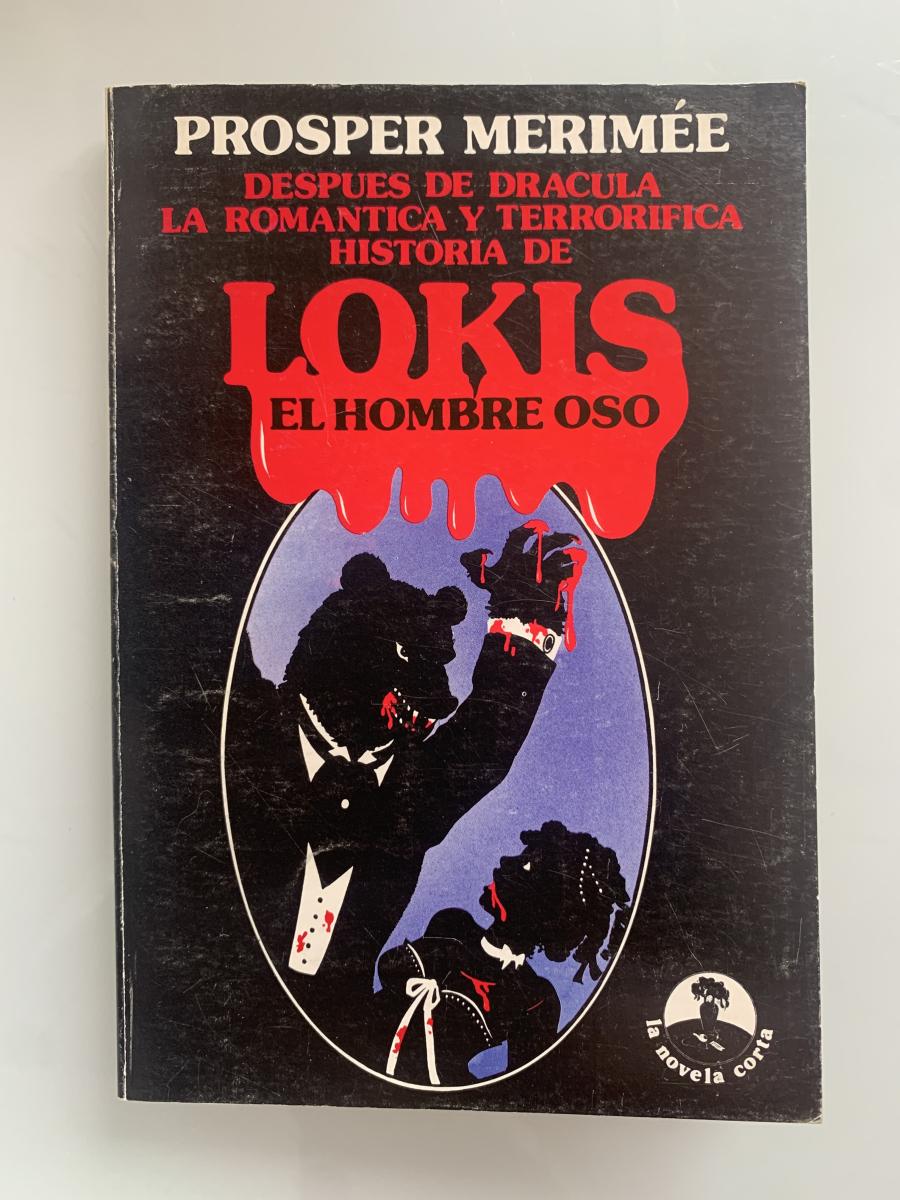 PROSPER MERIMÉE
DESPUES DE DRACULA
LA ROMANTICA Y TERRORIFICA
HISTORIA DE
LOKIS
EL HOMBRE OSO
la novela corta